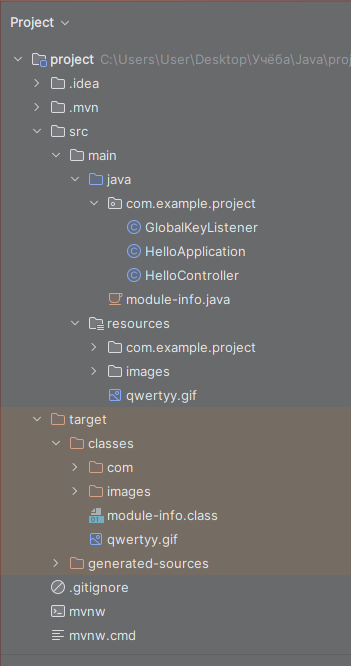 Project
project C:\Users\User\Desktop\Учёба\Java\proj
.idea
.mvn
src
main
java
com.example.project
GlobalKeyListener
HelloApplication
HelloController
module-info.java
resources
com.example.project
images
qwertyy.gif
target
classes
com
images
module-info.class
qwertyy.gif
generated-sources
.gitignore
mvnw
mvnw.cmd